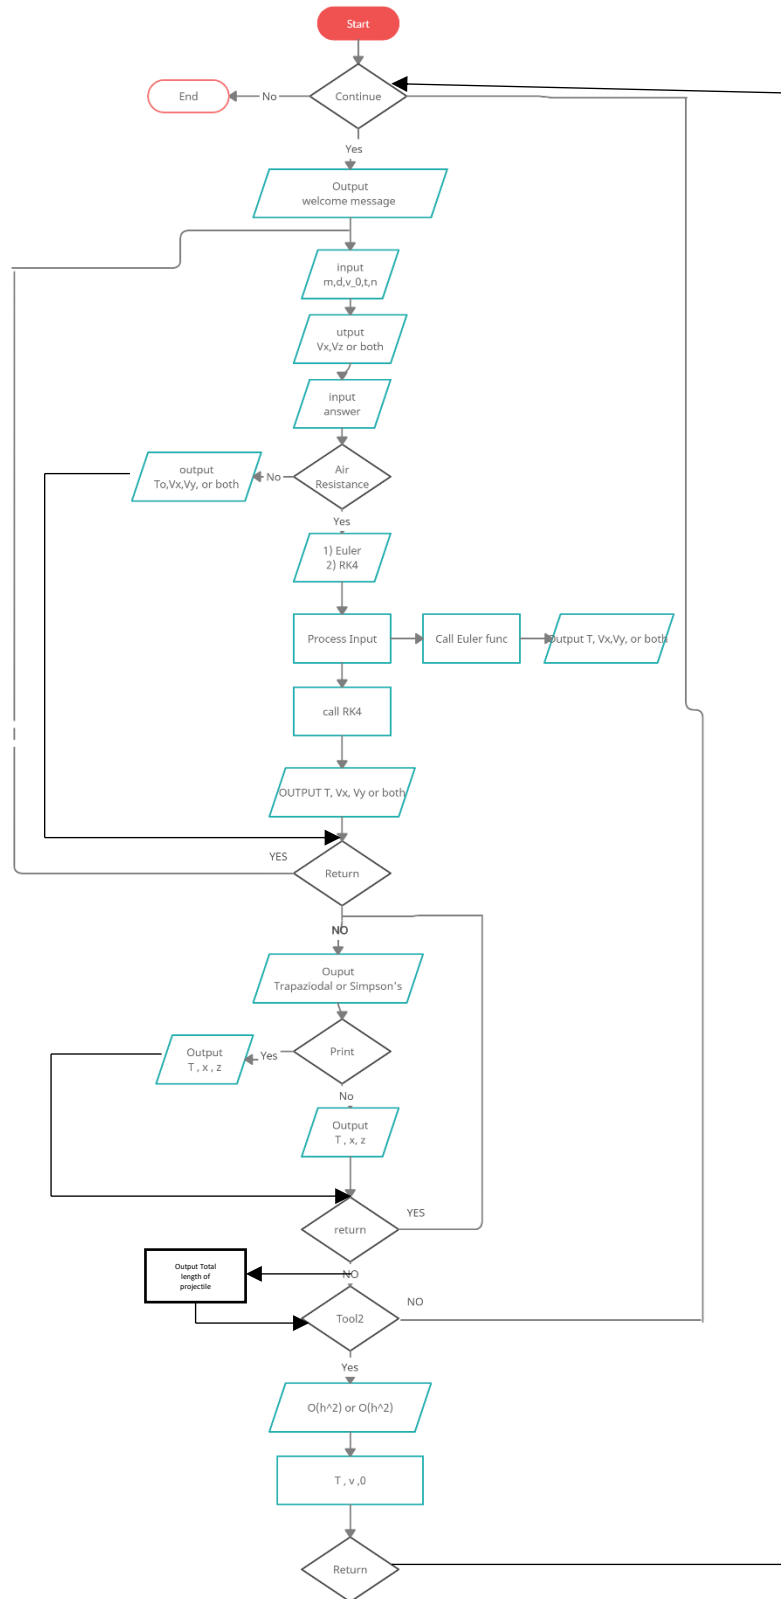 Start
Continue
No
End
Yes
Output
welcome message
input
m,d,v_0,t,n
utput
Vx,Vz or both
input
answer
Air
Resistance
No
output
To,Vx,Vy, or both
Yes
1) Euler
2) RK4
Process Input
Call Euler func
Output T, Vx,Vy, or both
call RK4
OUTPUT T, Vx, Vy or both
YES
Return
NO
Ouput
Trapaziodal or Simpson's
Print
Yes
Output
T , x , z
No
Output
T , x, z
YES
return
Output Total
length of
projectile
NO
NO
Tool2
Yes
O(h^2) or O(h^2)
T , v ,0
Return